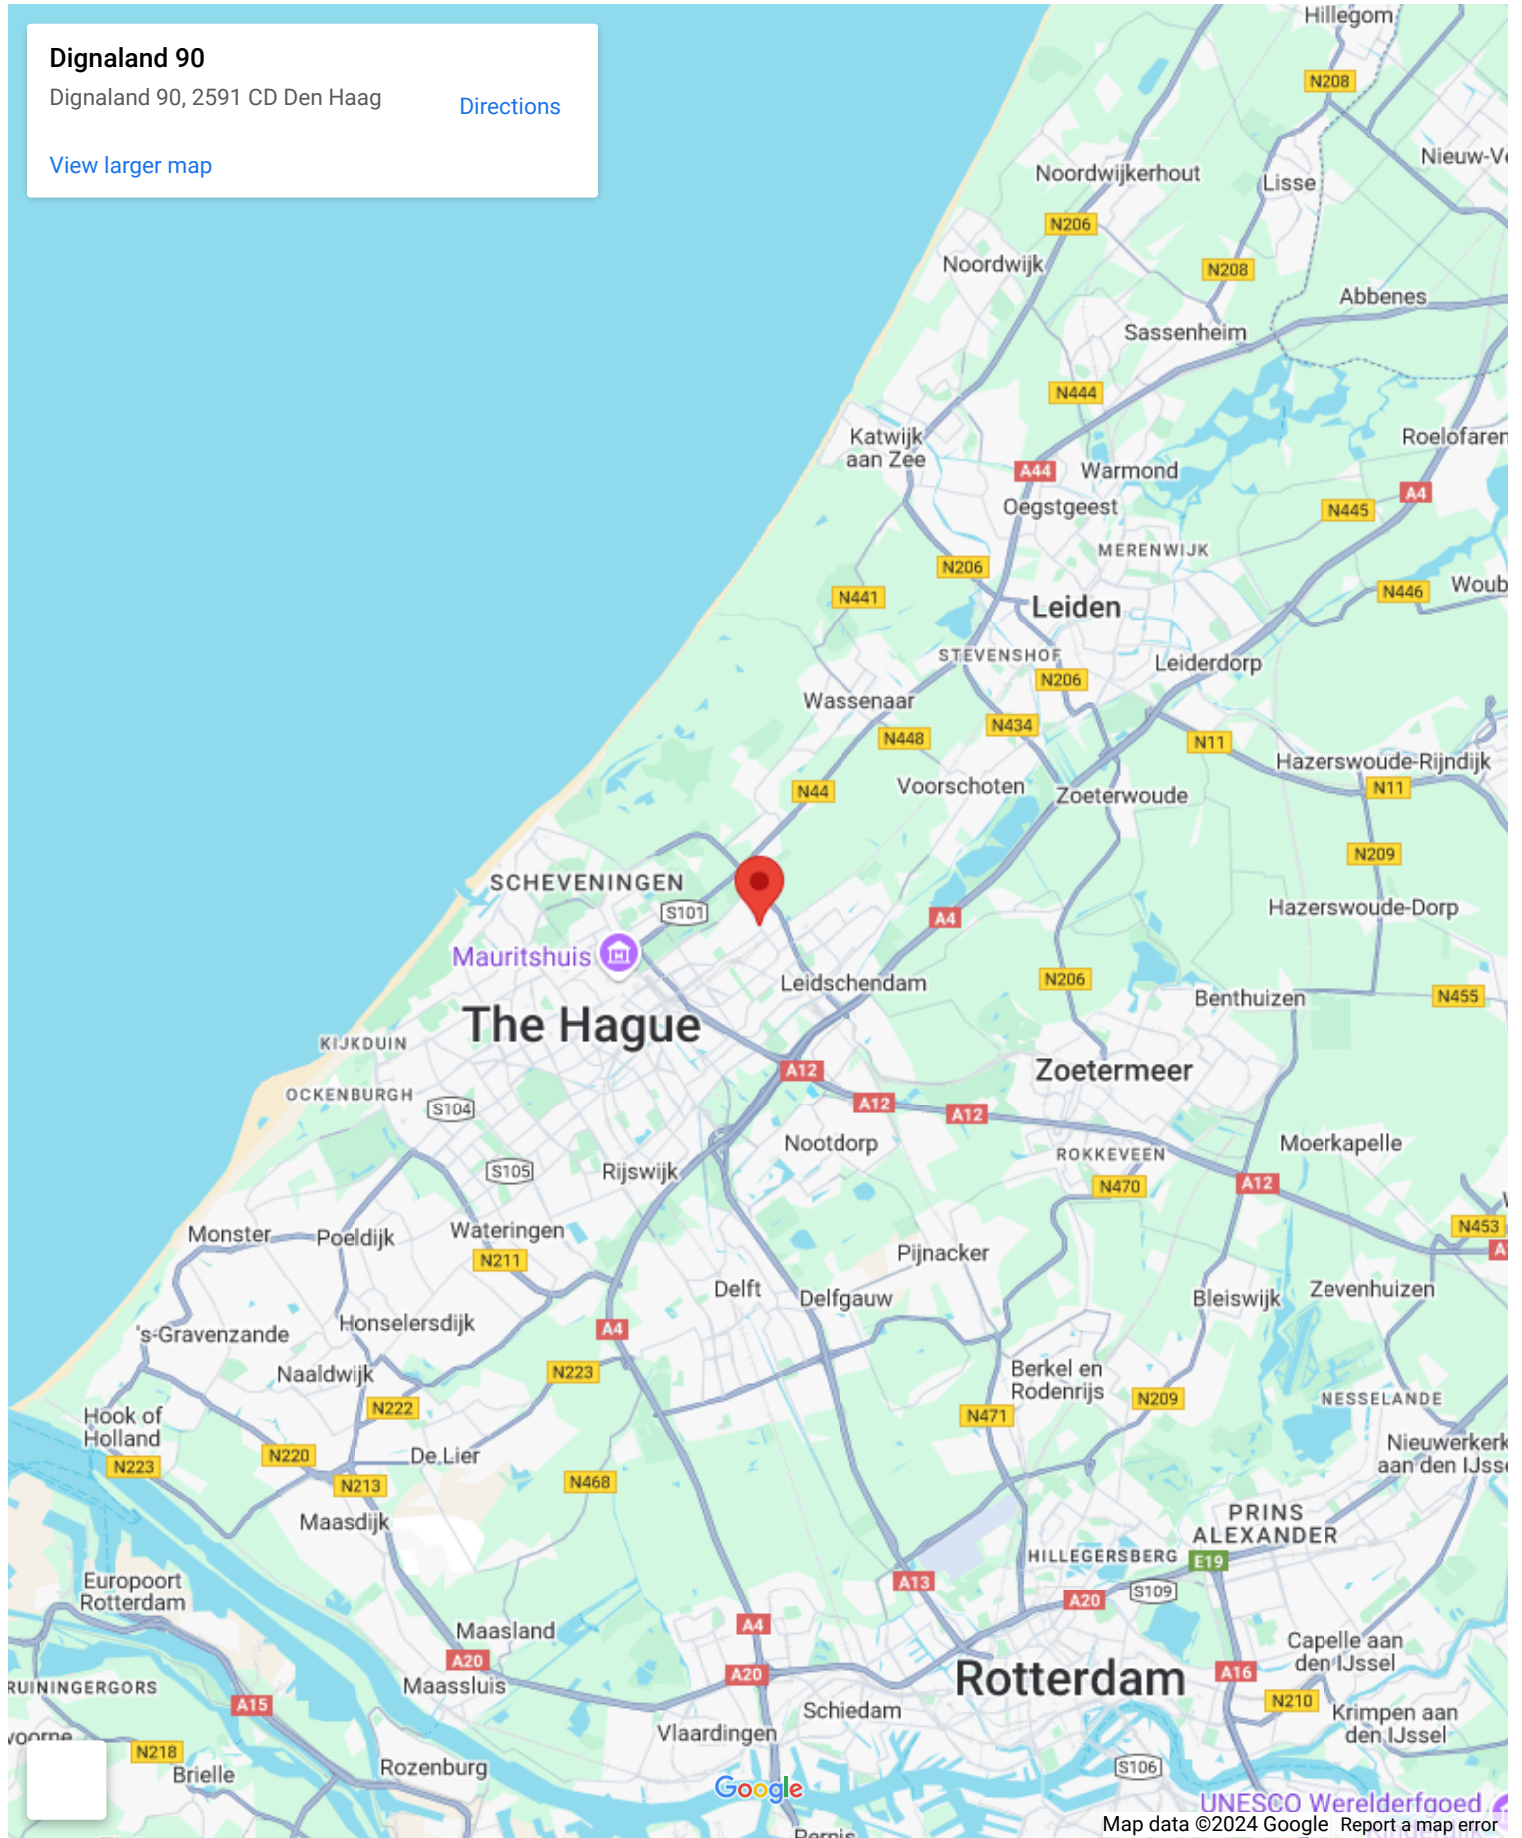 Dignaland 90
Dignaland 90, 2591 CD Den Haag
Directions
View larger map
Hillegom
N208
Nieuw-Ve
Noordwijkerhout
Lisse
N206
Noordwijk
N208
Abbenes
Sassenheim
N444
Katwijk
aan Zee
Roelofaren
A44
Warmond
A4
Oegstgeest
N445
MERENWIJK
N206
N441
N446
Woub
Leiden
STEVENSHOF
Leiderdorp
N206
Wassenaar
N434
N448
N11
Hazerswoude-Rijndijk
N44
Voorschoten
Zoeterwoude
N11
N209
SCHEVENINGEN
S101
A4
Hazerswoude-Dorp
Mauritshuis
Leidschendam
N206
Benthuizen
N455
The Hague
KIJKDUIN
A12
Zoetermeer
OCKENBURGH
S104
A12
A12
Nootdorp
ROKKEVEEN
Moerkapelle
S105
Rijswijk
N470
A12
Monster
Poeldijk
Wateringen
N453
N211
Pijnacker
A
Delft
Delfgauw
Bleiswijk
Zevenhuizen
's-Gravenzande
Honselersdijk
A4
Naaldwijk
N223
Berkel en
Rodenrijs
N209
NESSELANDE
N222
N471
Hook of
Holland
N220
De Lier
Nieuwerkerk
aan den IJsse
N223
N213
N468
Maasdijk
PRINS
ALEXANDER
HILLEGERSBERG
E19
Europoort
Rotterdam
A13
A20
S109
Maasland
A4
A20
Capelle aan
den IJssel
RUININGERGORS
Maassluis
A20
Rotterdam
A16
A15
Schiedam
N210
Krimpen aan
den IJssel
voorne
Vlaardingen
N218
Brielle
Rozenburg
S106
Google
UNESCO Werelderfgoed
Map data ©2024 Google
Report a map error
Pernis